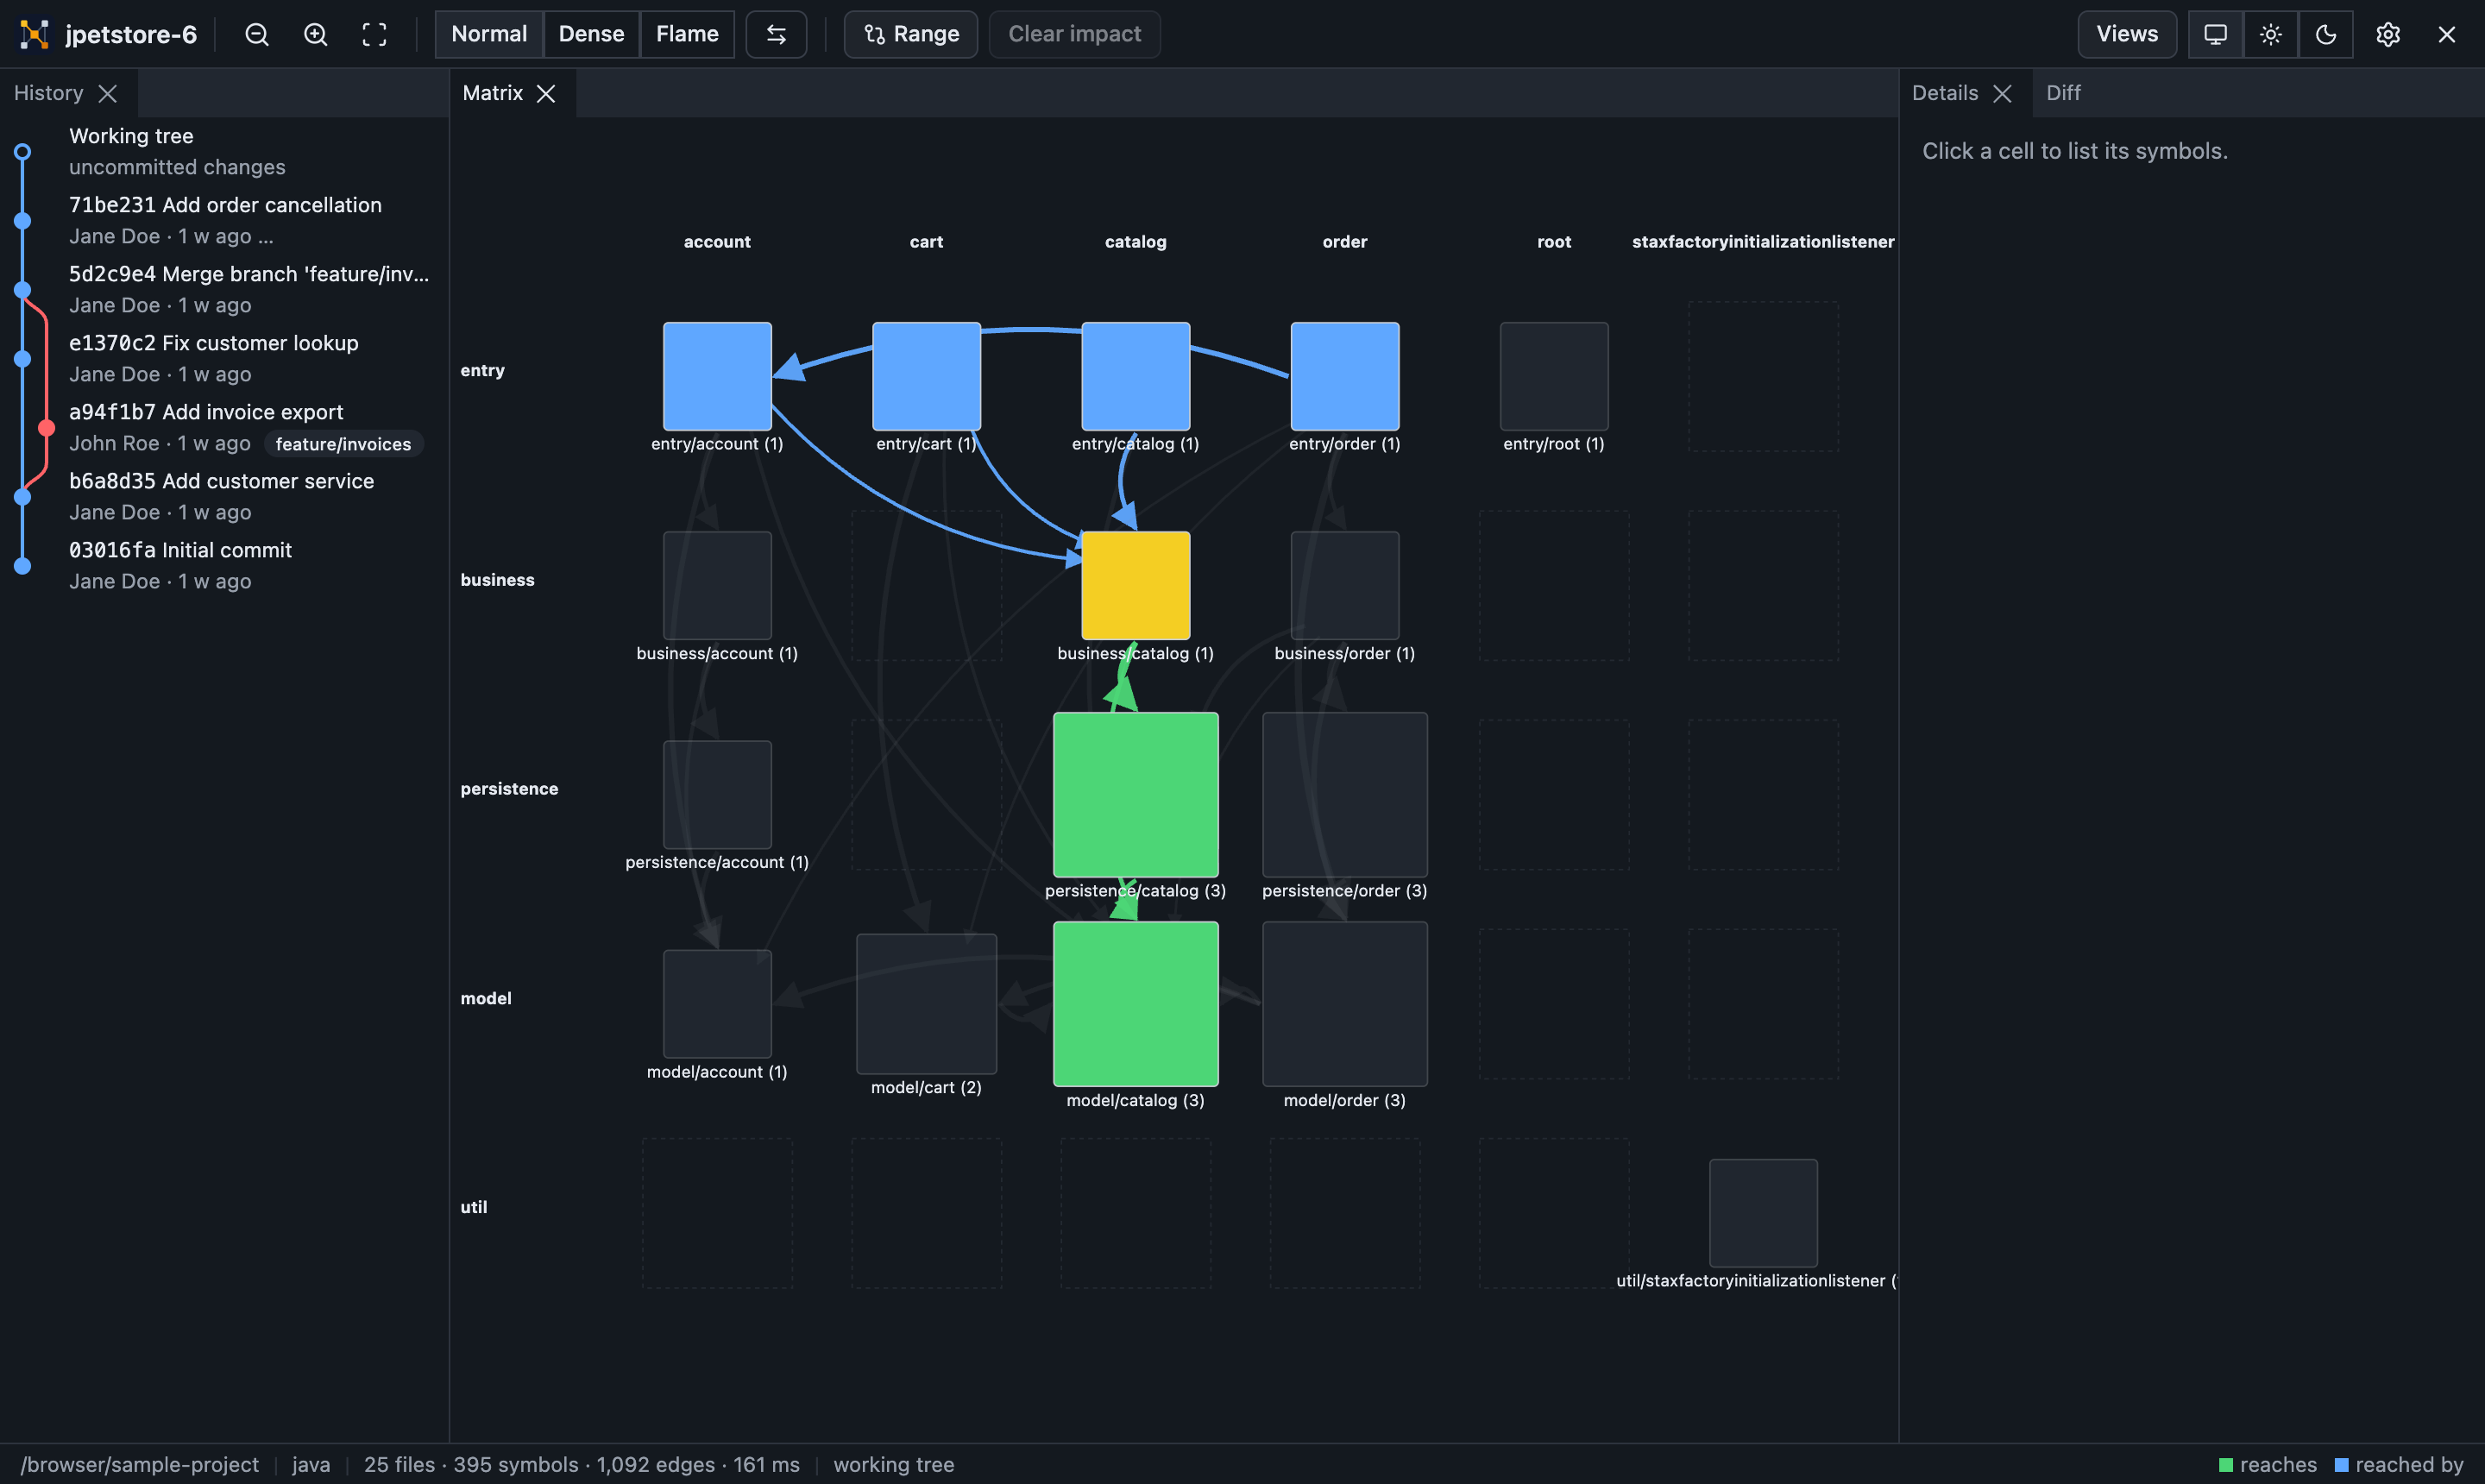 jpetstore-6
Normal
Dense
Flame
Range
Clear impact
Views
History
Working tree
uncommitted changes
71be231 Add order cancellation
Jane Doe · 1 w ago ...
5d2c9e4 Merge branch 'feature/inv...
Jane Doe · 1 w ago
e1370c2 Fix customer lookup
Jane Doe · 1 w ago
a94f1b7 Add invoice export
John Roe · 1 w ago feature/invoices
b6a8d35 Add customer service
Jane Doe · 1 w ago
03016fa Initial commit
Jane Doe · 1 w ago
Matrix
account cart catalog order root staxfactoryinitializationlistener
entry
entry/account (1) entry/cart (1) entry/catalog (1) entry/order (1) entry/root (1)
business
business/account (1) business/catalog (1) business/order (1)
persistence
persistence/account (1) persistence/catalog (3) persistence/order (3)
model
model/account (1) model/cart (2) model/catalog (3) model/order (3)
util
util/staxfactoryinitializationlistener (
Details
Diff
Click a cell to list its symbols.
/browser/sample-project
java
25 files · 395 symbols · 1,092 edges · 161 ms
working tree
reaches
reached by